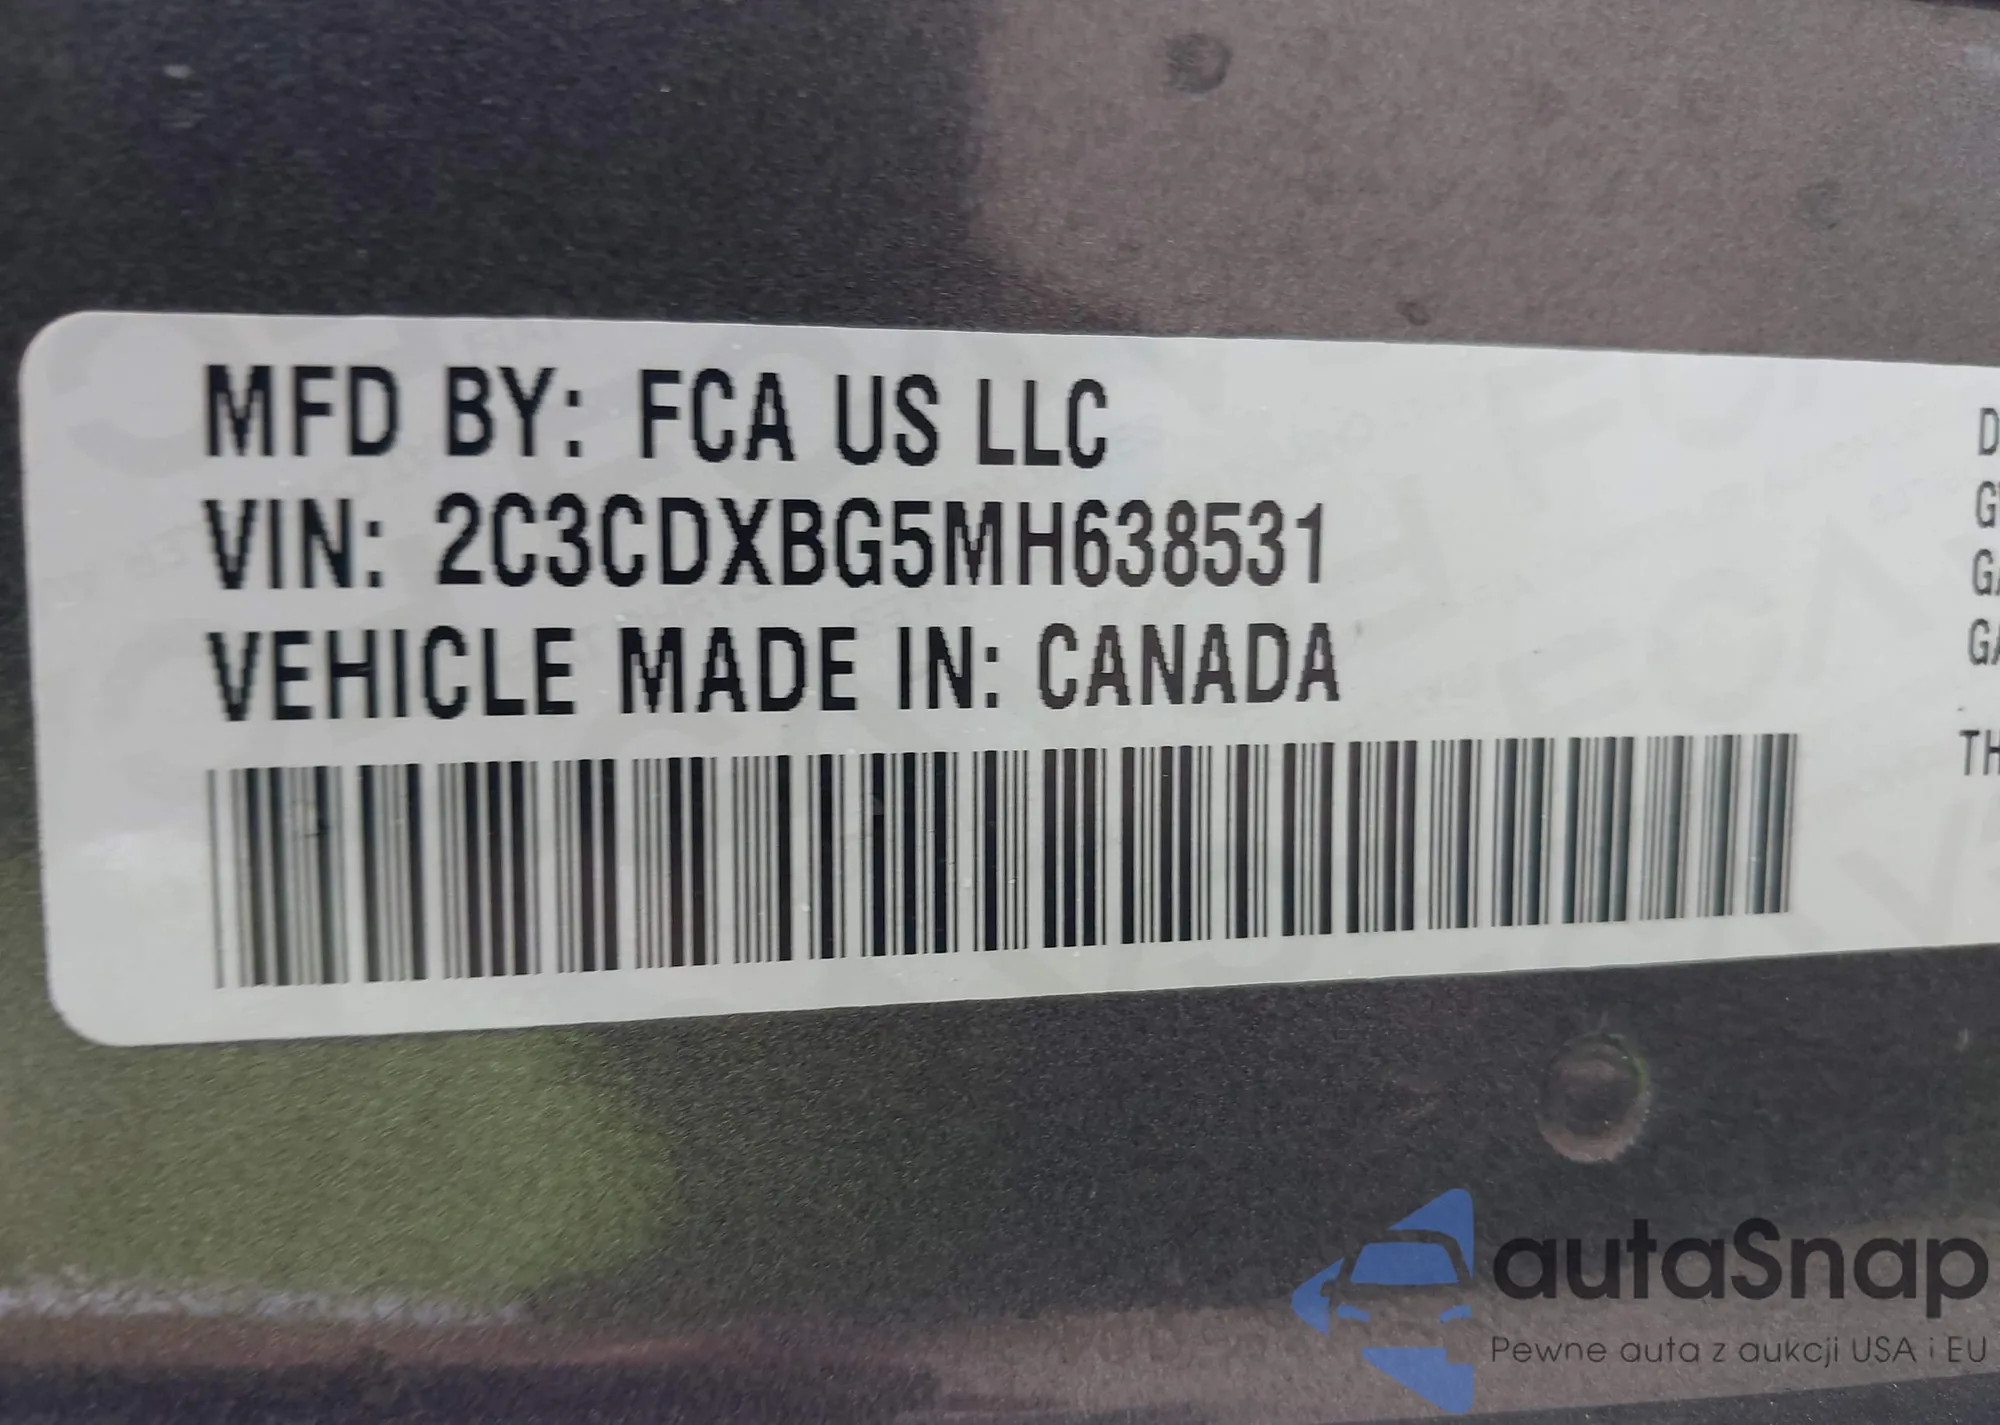 MFD BY: FCA US LLC
VIN: 2C3CDXBG5MH638531
VEHICLE MADE IN: CANADA
autaSnap
Pewne auta z aukcji USA i EU